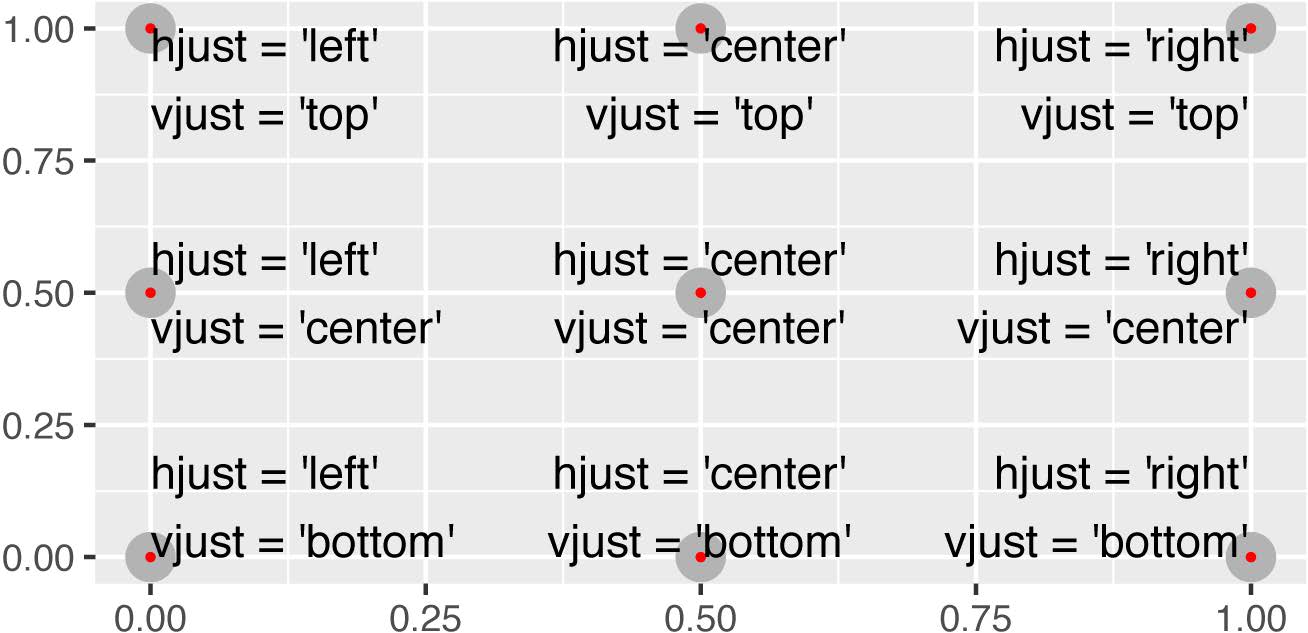 1.00
hjust = 'left' hjust = 'center' hjust = 'right'
vjust = 'top' vjust = 'top' vjust = 'top'
0.75
hjust = 'left' hjust = 'center' hjust = 'right'
0.50
vjust = 'center' vjust = 'center' vjust = 'center'
0.25
hjust = 'left' hjust = 'center' hjust = 'right'
vjust = 'bottom' vjust = 'bottom' vjust = 'bottom'
0.00
0.00 0.25 0.50 0.75 1.00